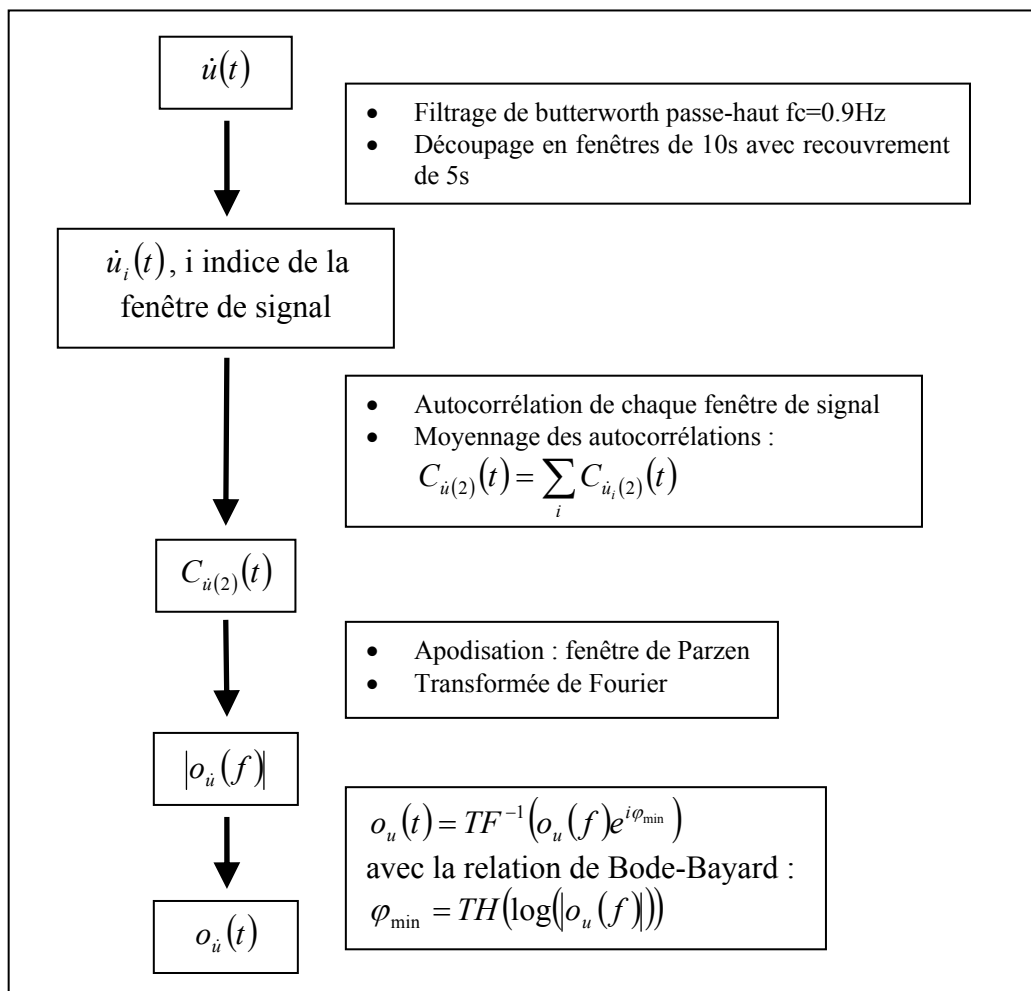 u̇(t)
• Filtrage de butterworth passe-haut fc=0.9Hz
• Découpage en fenêtres de 10s avec recouvrement
de 5s
u̇_i(t), i indice de la
fenêtre de signal
• Autocorrélation de chaque fenêtre de signal
• Moyennage des autocorrélations :
C_{u̇(2)}(t) = ∑_i C_{u̇_i(2)}(t)
C_{u̇(2)}(t)
• Apodisation : fenêtre de Parzen
• Transformée de Fourier
|o_{u̇}(f)|
o_u(t) = TF^{-1}(o_u(f)e^{iφ_min})
avec la relation de Bode-Bayard :
φ_min = TH(log(|o_u(f)|))
o_{u̇}(t)